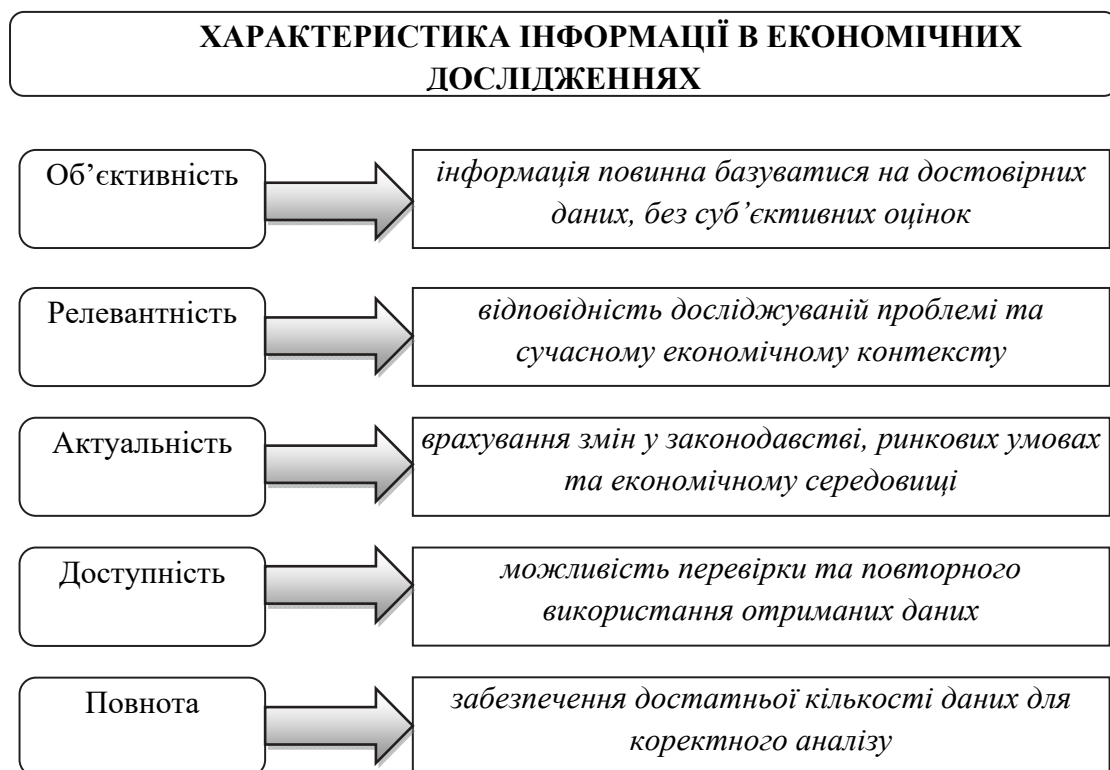 ХАРАКТЕРИСТИКА ІНФОРМАЦІЇ В ЕКОНОМІЧНИХ
ДОСЛІДЖЕННЯХ
Об’єктивність
інформація повинна базуватися на достовірних
даних, без суб’єктивних оцінок
Релевантність
відповідність досліджуваній проблемі та
сучасному економічному контексту
Актуальність
врахування змін у законодавстві, ринкових умовах
та економічному середовищі
Доступність
можливість перевірки та повторного
використання отриманих даних
Повнота
забезпечення достатньої кількості даних для
коректного аналізу